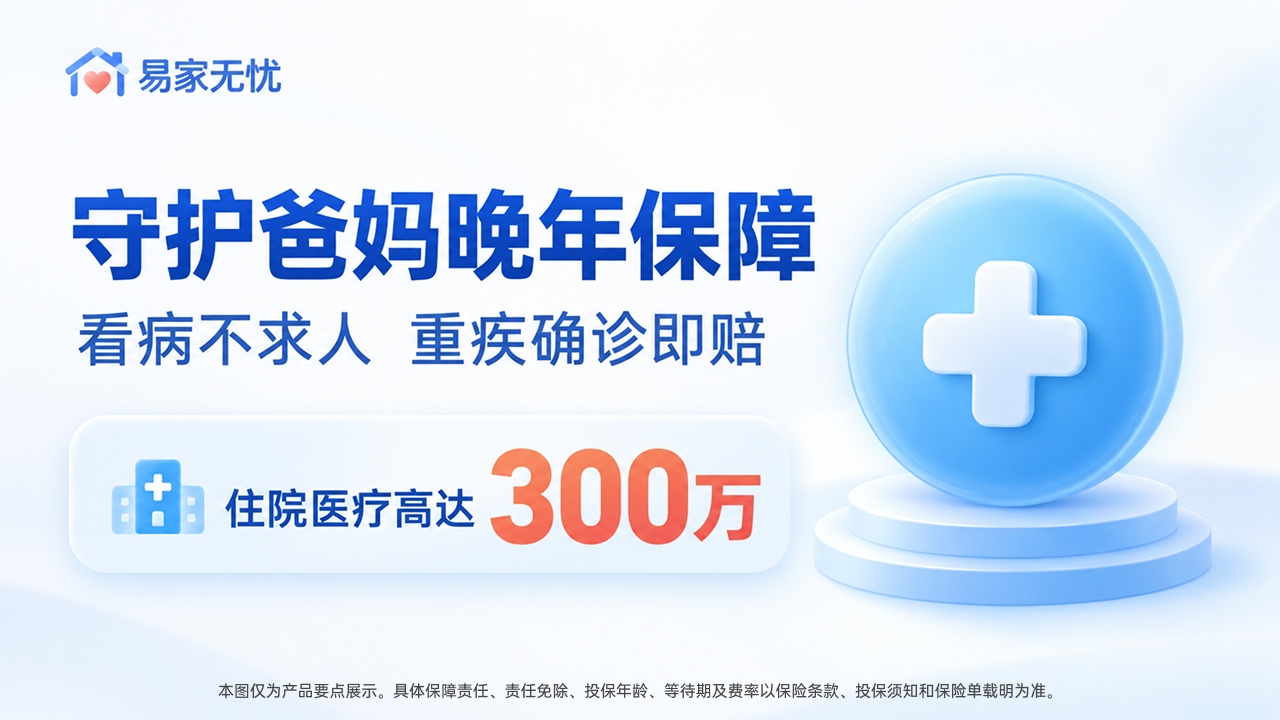 易家无忧
守护爸妈晚年保障
看病不求人 重疾确诊即赔
住院医疗高达300万
本图仅为产品要点展示。具体保障责任、责任免除、投保年龄、等待期及费率以保险条款、投保须知和保险单载明为准。